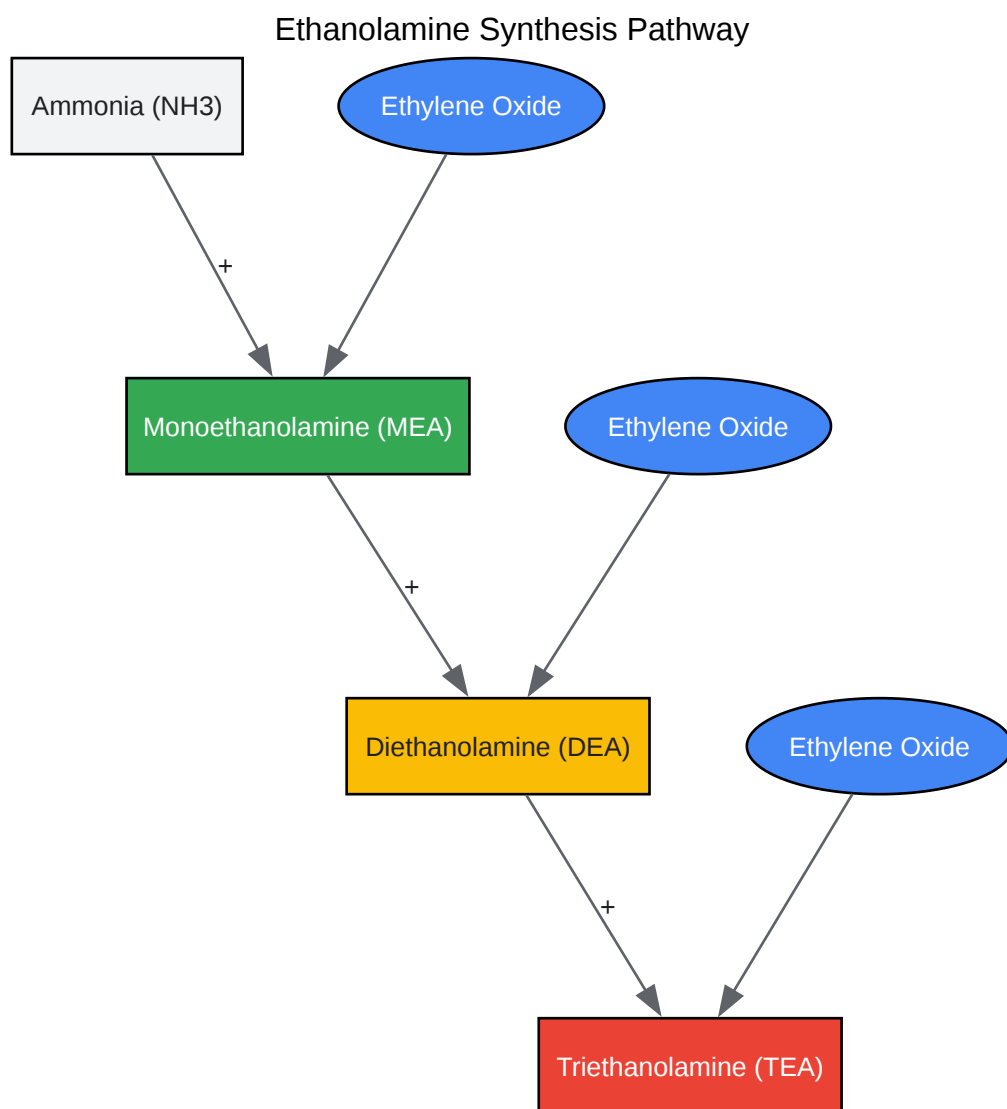 Ethanolamine Synthesis Pathway
Ammonia (NH3)
Ethylene Oxide
+
Monoethanolamine (MEA)
Ethylene Oxide
+
Diethanolamine (DEA)
Ethylene Oxide
+
Triethanolamine (TEA)